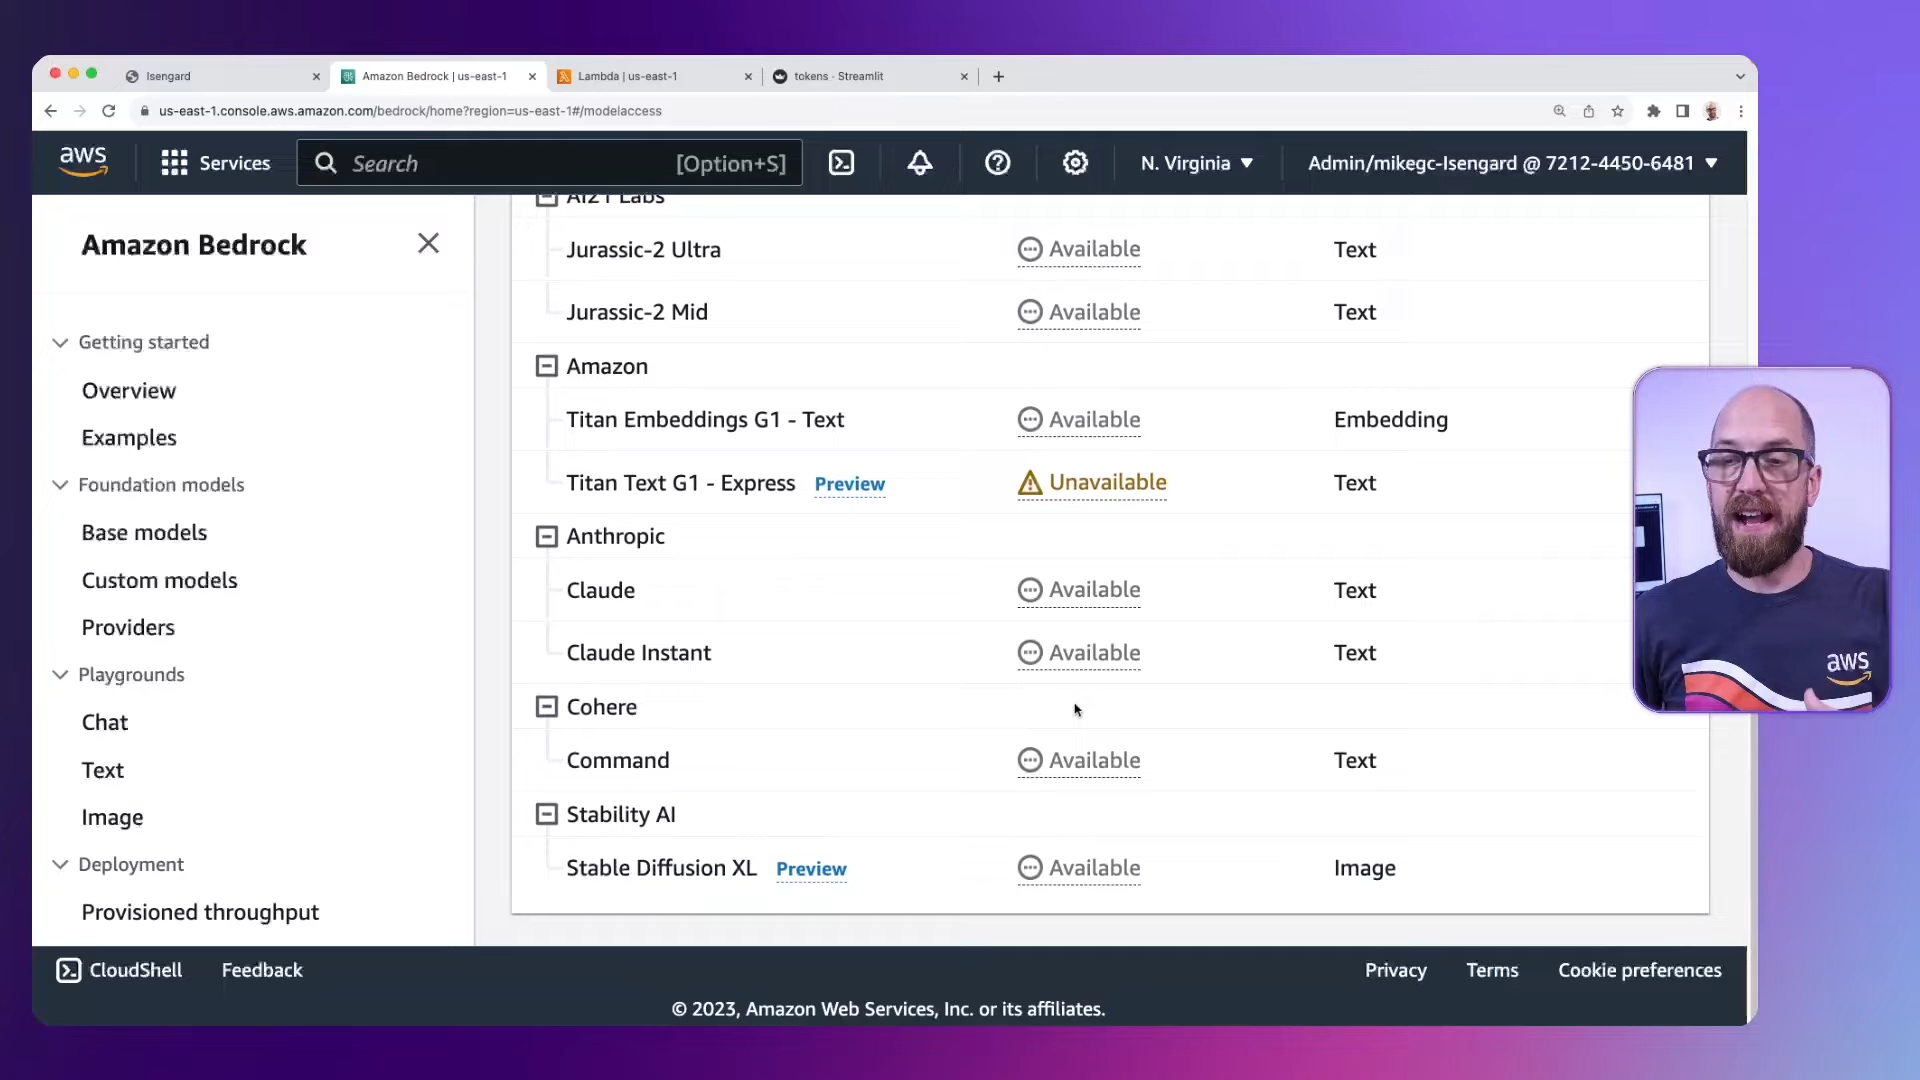 Isengard
Amazon Bedrock | us-east-1
Lambda | us-east-1
tokens · Streamlit
us-east-1.console.aws.amazon.com/bedrock/home?region=us-east-1#/modelaccess
aws
Services
Search
[Option+S]
N. Virginia
Admin/mikegc-Isengard @ 7212-4450-6481
Amazon Bedrock
Getting started
Overview
Examples
Foundation models
Base models
Custom models
Providers
Playgrounds
Chat
Text
Image
Deployment
Provisioned throughput
AI21 Labs
Jurassic-2 Ultra Available Text
Jurassic-2 Mid Available Text
Amazon
Titan Embeddings G1 - Text Available Embedding
Titan Text G1 - Express Preview Unavailable Text
Anthropic
Claude Available Text
Claude Instant Available Text
Cohere
Command Available Text
Stability AI
Stable Diffusion XL Preview Available Image
aws
CloudShell
Feedback
Privacy
Terms
Cookie preferences
© 2023, Amazon Web Services, Inc. or its affiliates.